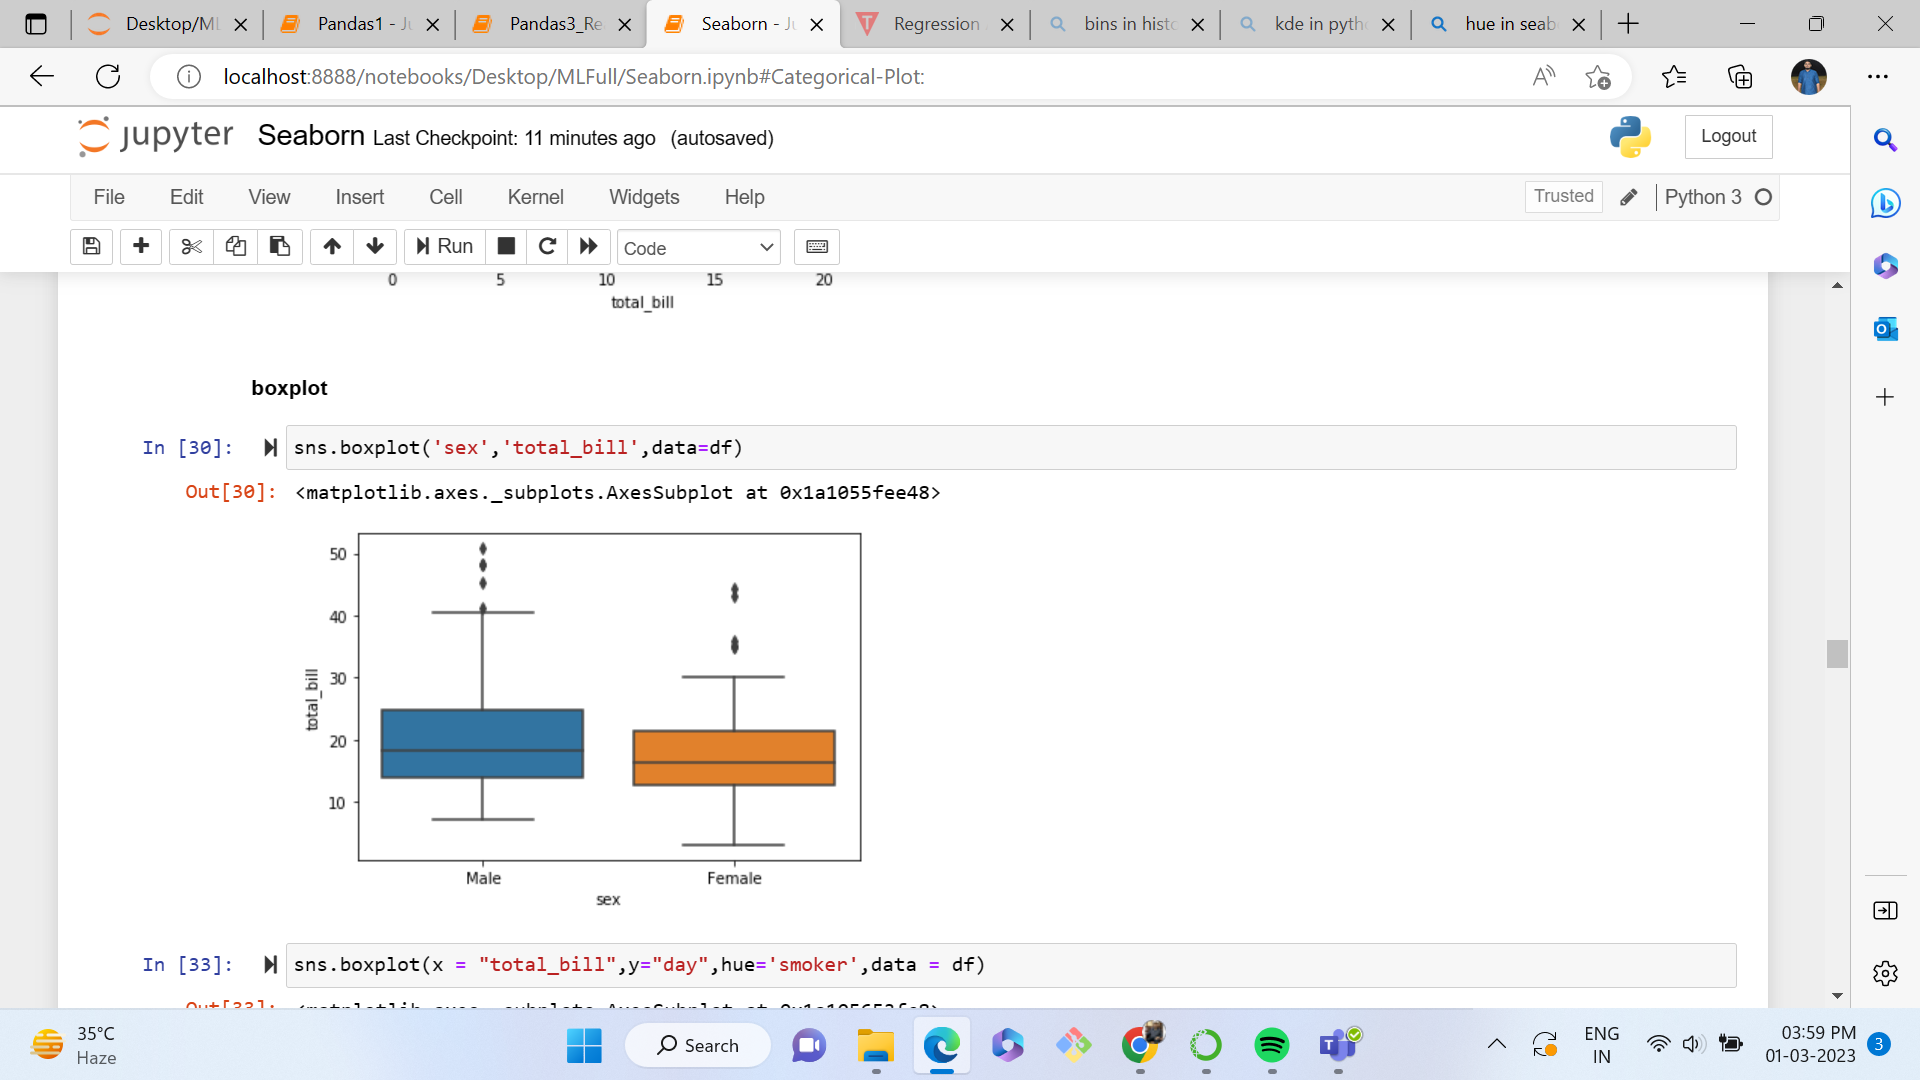 Desktop/ML
Pandas1 - Ju
Pandas3_Re
Seaborn - Ju
Regression
bins in histo
kde in pytho
hue in seab
localhost:8888/notebooks/Desktop/MLFull/Seaborn.ipynb#Categorical-Plot:
jupyter Seaborn Last Checkpoint: 11 minutes ago (autosaved)
Logout
File Edit View Insert Cell Kernel Widgets Help
Trusted Python 3
Run Code
0 5 10 15 20
total_bill
boxplot
In [30]: sns.boxplot('sex','total_bill',data=df)
Out[30]: <matplotlib.axes._subplots.AxesSubplot at 0x1a1055fee48>
50
40
30
20
10
total_bill
Male Female
sex
In [33]: sns.boxplot(x = "total_bill",y="day",hue='smoker',data = df)
35°C
Haze
Search
ENG
IN
03:59 PM
01-03-2023
3